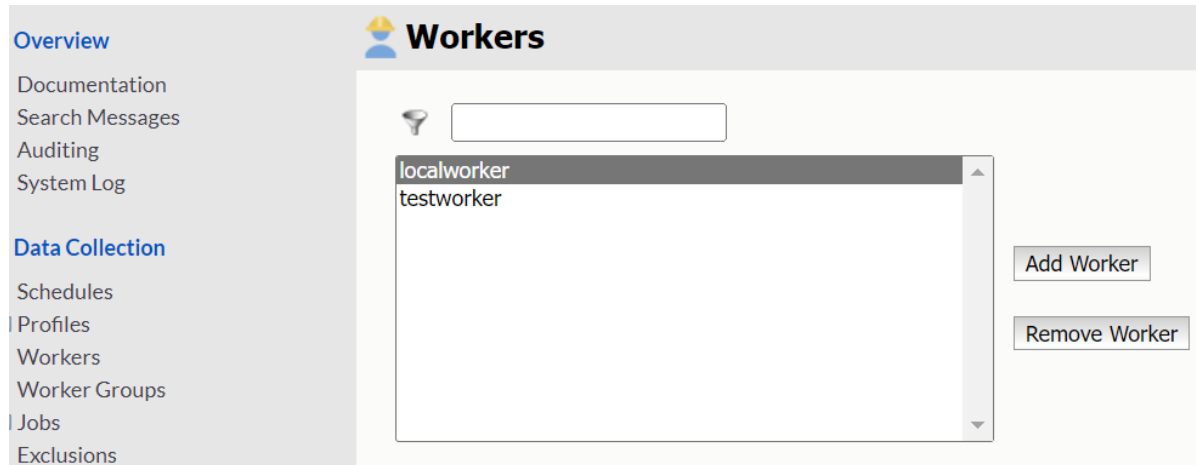 Overview
Documentation
Search Messages
Auditing
System Log
Data Collection
Schedules
Profiles
Workers
Worker Groups
Jobs
Exclusions
Workers
localworker
testworker
Add Worker
Remove Worker